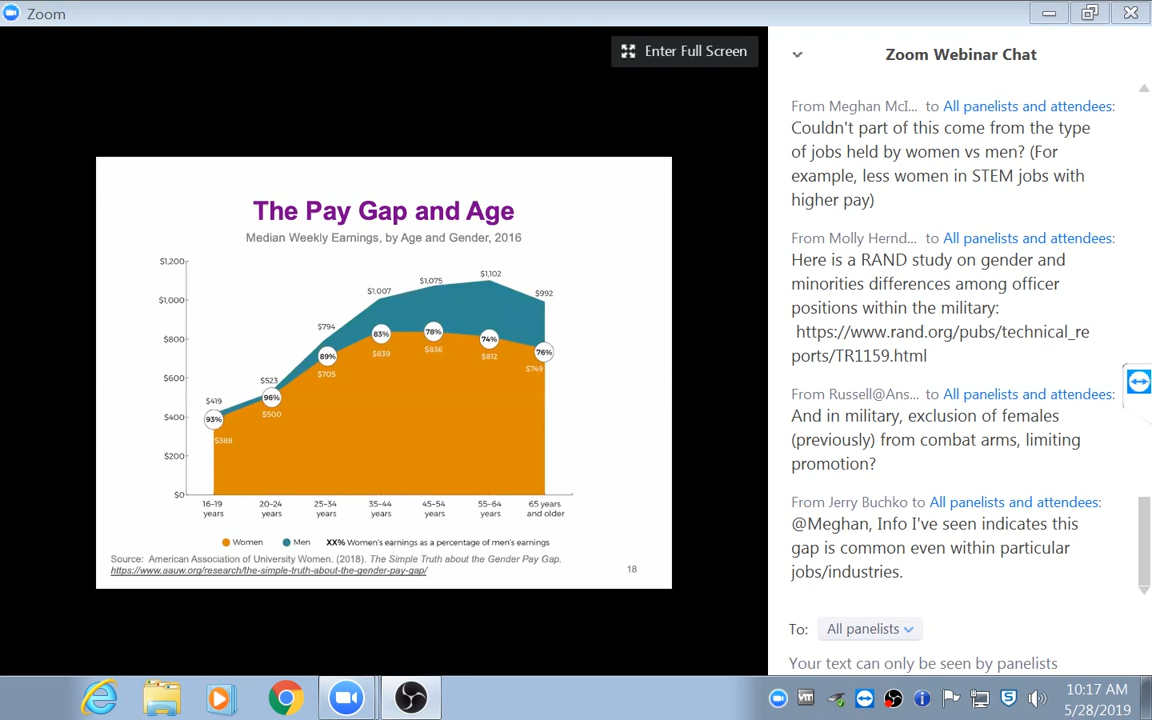 Zoom
Enter Full Screen
The Pay Gap and Age
Median Weekly Earnings, by Age and Gender, 2016
$1,200
$1,000
$800
$600
$400
$200
$0
$419
$523
$794
$1,007
$1,075
$1,102
$992
93%
96%
89%
83%
78%
74%
76%
$388
$500
$705
$839
$836
$812
$749
16–19 years
20–24 years
25–34 years
35–44 years
45–54 years
55–64 years
65 years and older
Women
Men
XX% Women's earnings as a percentage of men's earnings
Source: American Association of University Women. (2018). The Simple Truth about the Gender Pay Gap.
https://www.aauw.org/research/the-simple-truth-about-the-gender-pay-gap/
18
Zoom Webinar Chat
From Meghan McI... to All panelists and attendees:
Couldn't part of this come from the type
of jobs held by women vs men? (For
example, less women in STEM jobs with
higher pay)
From Molly Hernd... to All panelists and attendees:
Here is a RAND study on gender and
minorities differences among officer
positions within the military:
https://www.rand.org/pubs/technical_re
ports/TR1159.html
From Russell@Ans... to All panelists and attendees:
And in military, exclusion of females
(previously) from combat arms, limiting
promotion?
From Jerry Buchko to All panelists and attendees:
@Meghan, Info I've seen indicates this
gap is common even within particular
jobs/industries.
To: All panelists
Your text can only be seen by panelists
10:17 AM
5/28/2019